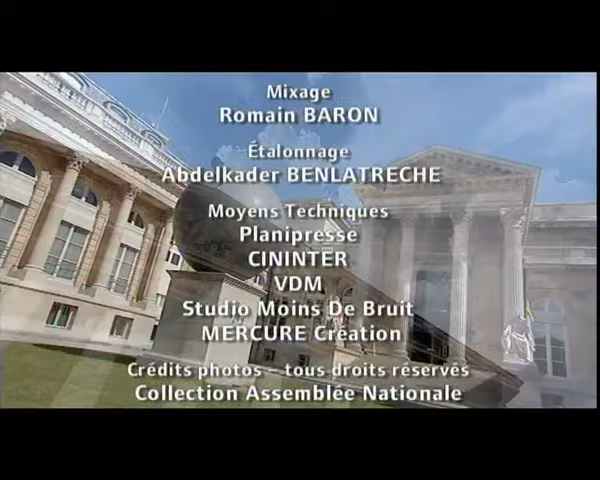 Mixage
Romain BARON
Étalonnage
Abdelkader BENLATRECHE
Moyens Techniques
Planipresse
CININTER
VDM
Studio Moins De Bruit
MERCURE Création
Crédits photos – tous droits réservés
Collection Assemblée Nationale